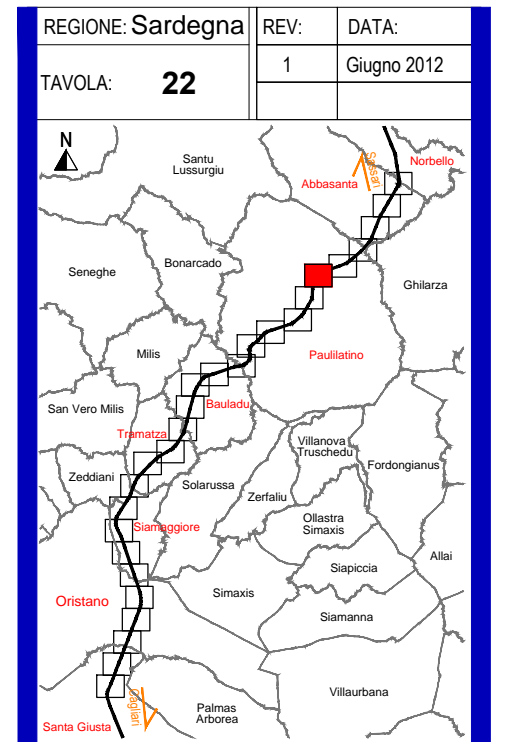 REGIONE: Sardegna
REV:
DATA:
TAVOLA: 22
1
Giugno 2012
N
Santu
Lussurgiu
Sassari
Norbello
Abbasanta
Seneghe
Bonarcado
Ghilarza
Milis
Paulilatino
San Vero Milis
Bauladu
Tramatza
Villanova
Truschedu
Fordongianus
Zeddiani
Solarussa
Zerfaliu
Ollastra
Simaxis
Siamaggiore
Allai
Siapiccia
Simaxis
Oristano
Siamanna
Cagliari
Villaurbana
Palmas
Arborea
Santa Giusta